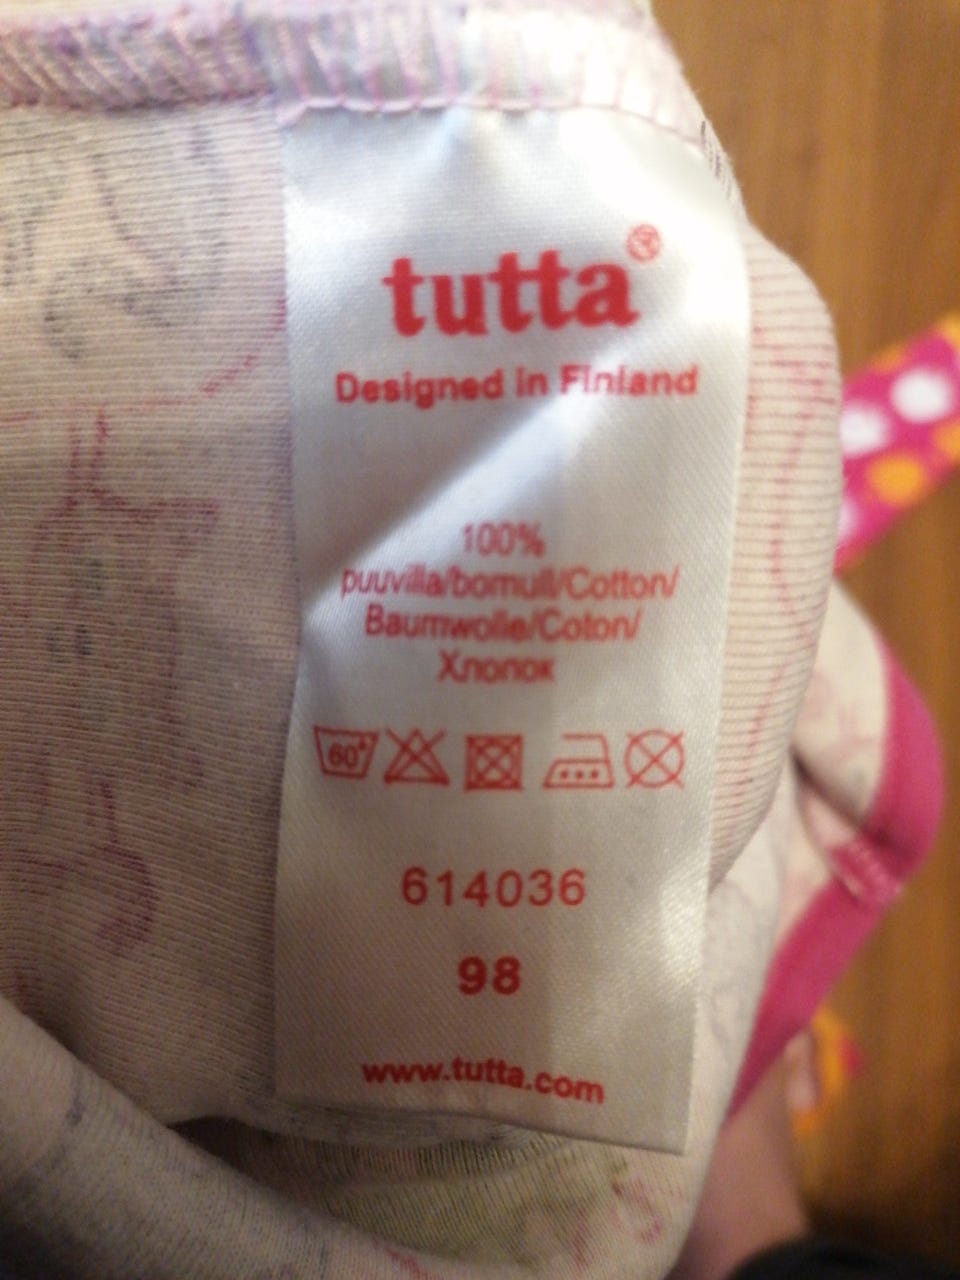 tutta®
Designed in Finland
100%
puuvilla/bomull/Cotton/
Baumwolle/Coton/
Хлопок
60°
614036
98
www.tutta.com